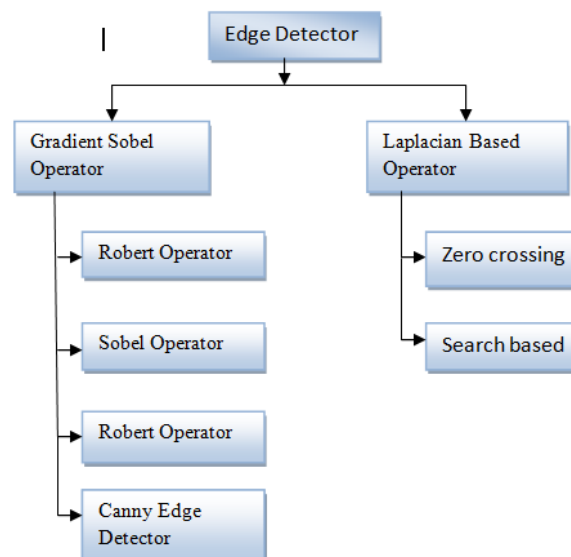 Edge Detector
Gradient Sobel
Operator
Laplacian Based
Operator
Robert Operator
Zero crossing
Sobel Operator
Search based
Robert Operator
Canny Edge
Detector